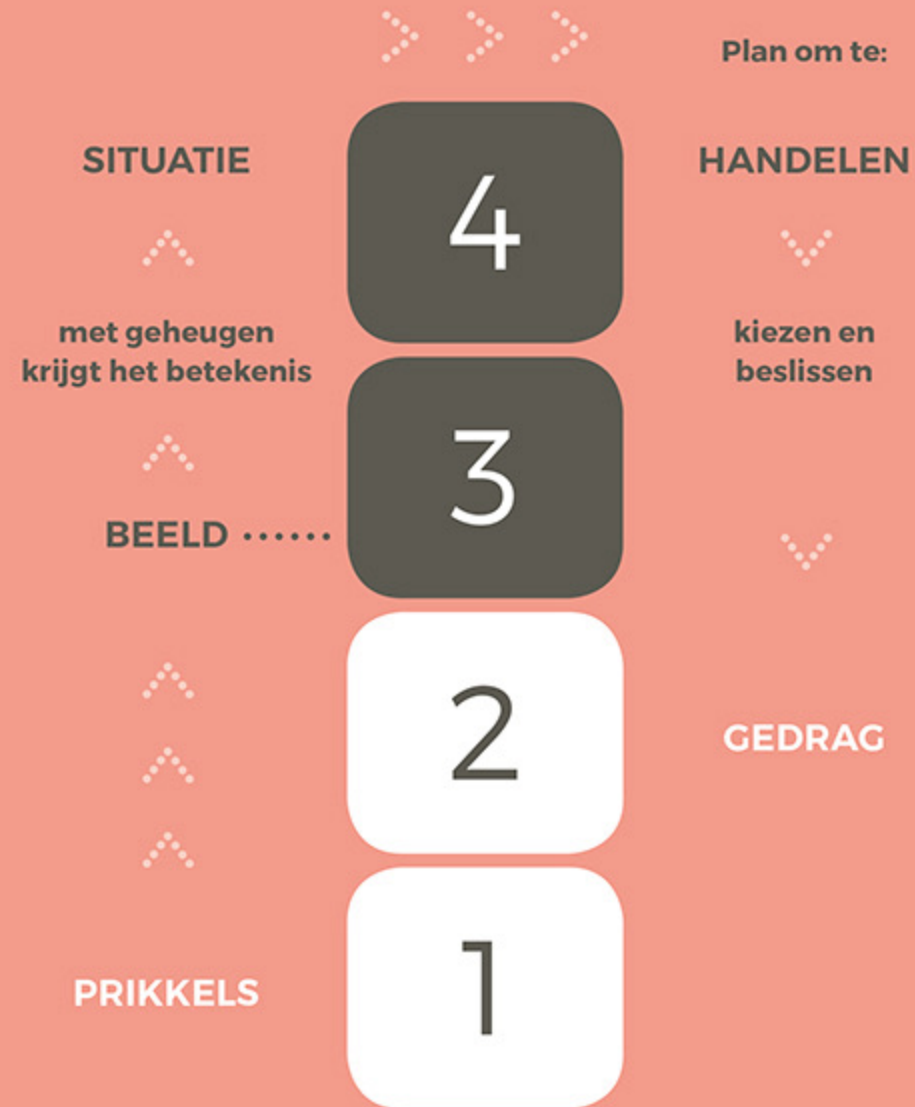 Plan om te:
SITUATIE
4
HANDELEN
met geheugen
krijgt het betekenis
kiezen en
beslissen
3
BEELD ......
2
GEDRAG
PRIKKELS
1